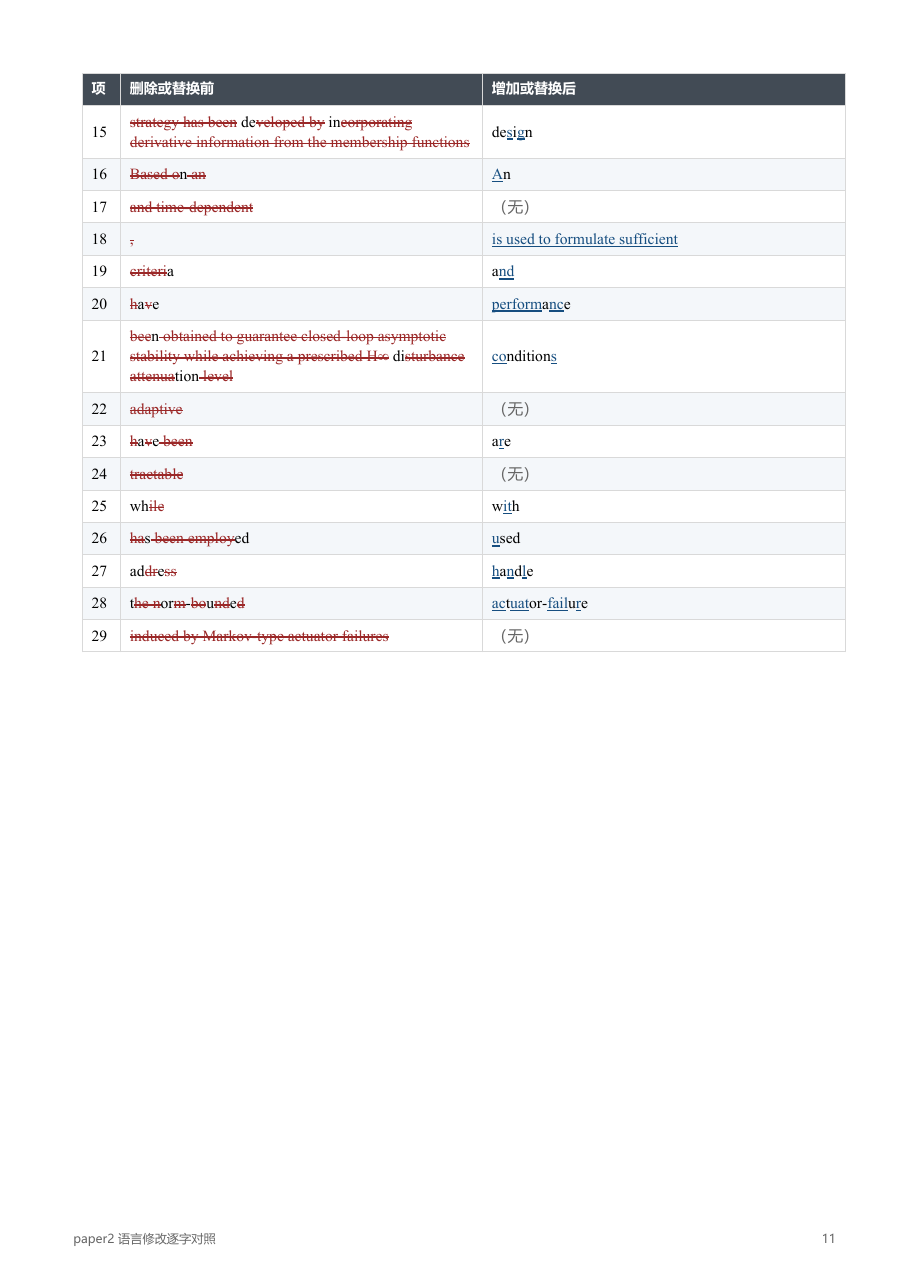 项 删除或替换前 增加或替换后
15 strategy has been developed by incorporating
derivative information from the membership functions design
16 Based on an An
17 and time-dependent （无）
18 , is used to formulate sufficient
19 criteria and
20 have performance
21 been obtained to guarantee closed-loop asymptotic
stability while achieving a prescribed H∞ disturbance
attenuation level conditions
22 adaptive （无）
23 have been are
24 tractable （无）
25 while with
26 has been employed used
27 address handle
28 the norm-bounded actuator-failure
29 induced by Markov-type actuator failures （无）
paper2 语言修改逐字对照 11